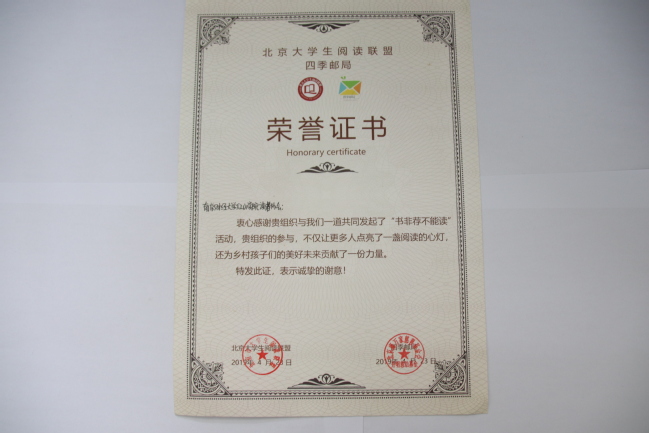 北京大学生阅读联盟
四季邮局
荣誉证书
Honorary certificate
衷心感谢贵组织与我们一道共同发起了“书非荐不能读”
活动，贵组织的参与，不仅让更多人点亮了一盏阅读的心灯，
还为乡村孩子们的美好未来贡献了一份力量。
特发此证，表示诚挚的谢意！
北京大学生阅读联盟
四季邮局